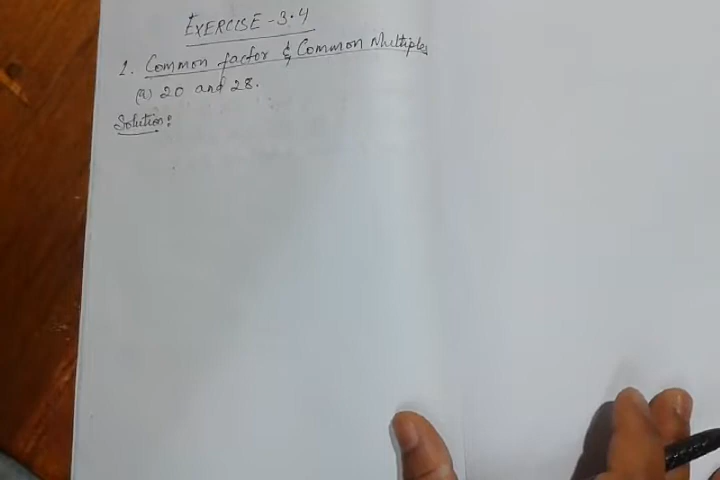 EXERCISE - 3.4
1. Common factor & Common Multiples
(a) 20 and 28.
Solution: